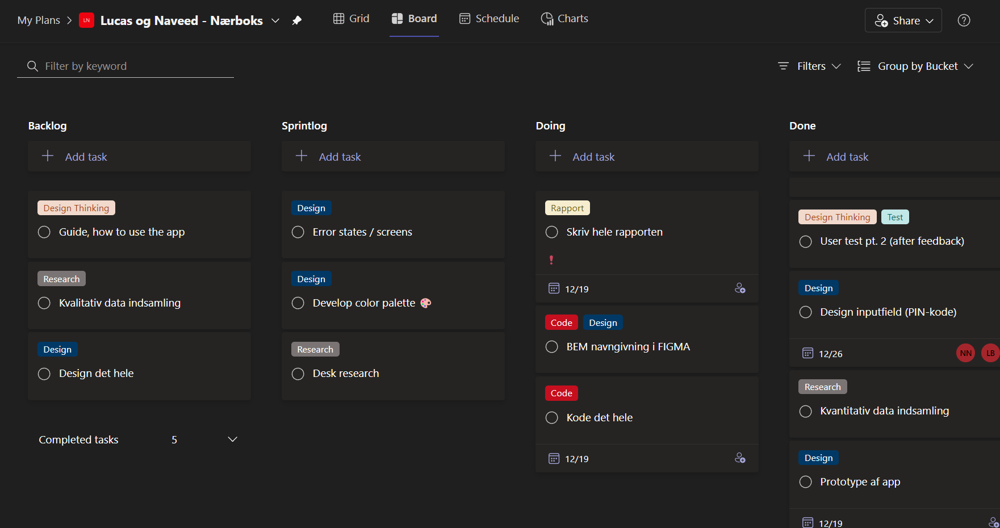 My Plans
LN
Lucas og Naveed - Nærboks
Grid
Board
Schedule
Charts
Share
Filter by keyword
Filters
Group by Bucket
Backlog
Add task
Design Thinking
Guide, how to use the app
Research
Kvalitativ data indsamling
Design
Design det hele
Completed tasks 5
Sprintlog
Add task
Design
Error states / screens
Design
Develop color palette 🎨
Research
Desk research
Doing
Add task
Rapport
Skriv hele rapporten
12/19
Code Design
BEM navngivning i FIGMA
Code
Kode det hele
12/19
Done
Add task
Design Thinking Test
User test pt. 2 (after feedback)
Design
Design inputfield (PIN-kode)
12/26 NN LB
Research
Kvantitativ data indsamling
Design
Prototype af app
12/19